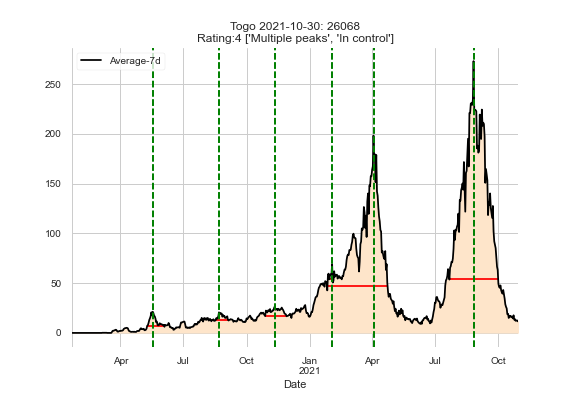 Togo 2021-10-30: 26068
Rating:4 ['Multiple peaks', 'In control']
Average-7d
250
200
150
100
50
0
Apr Jul Oct Jan Apr Jul Oct
2021
Date